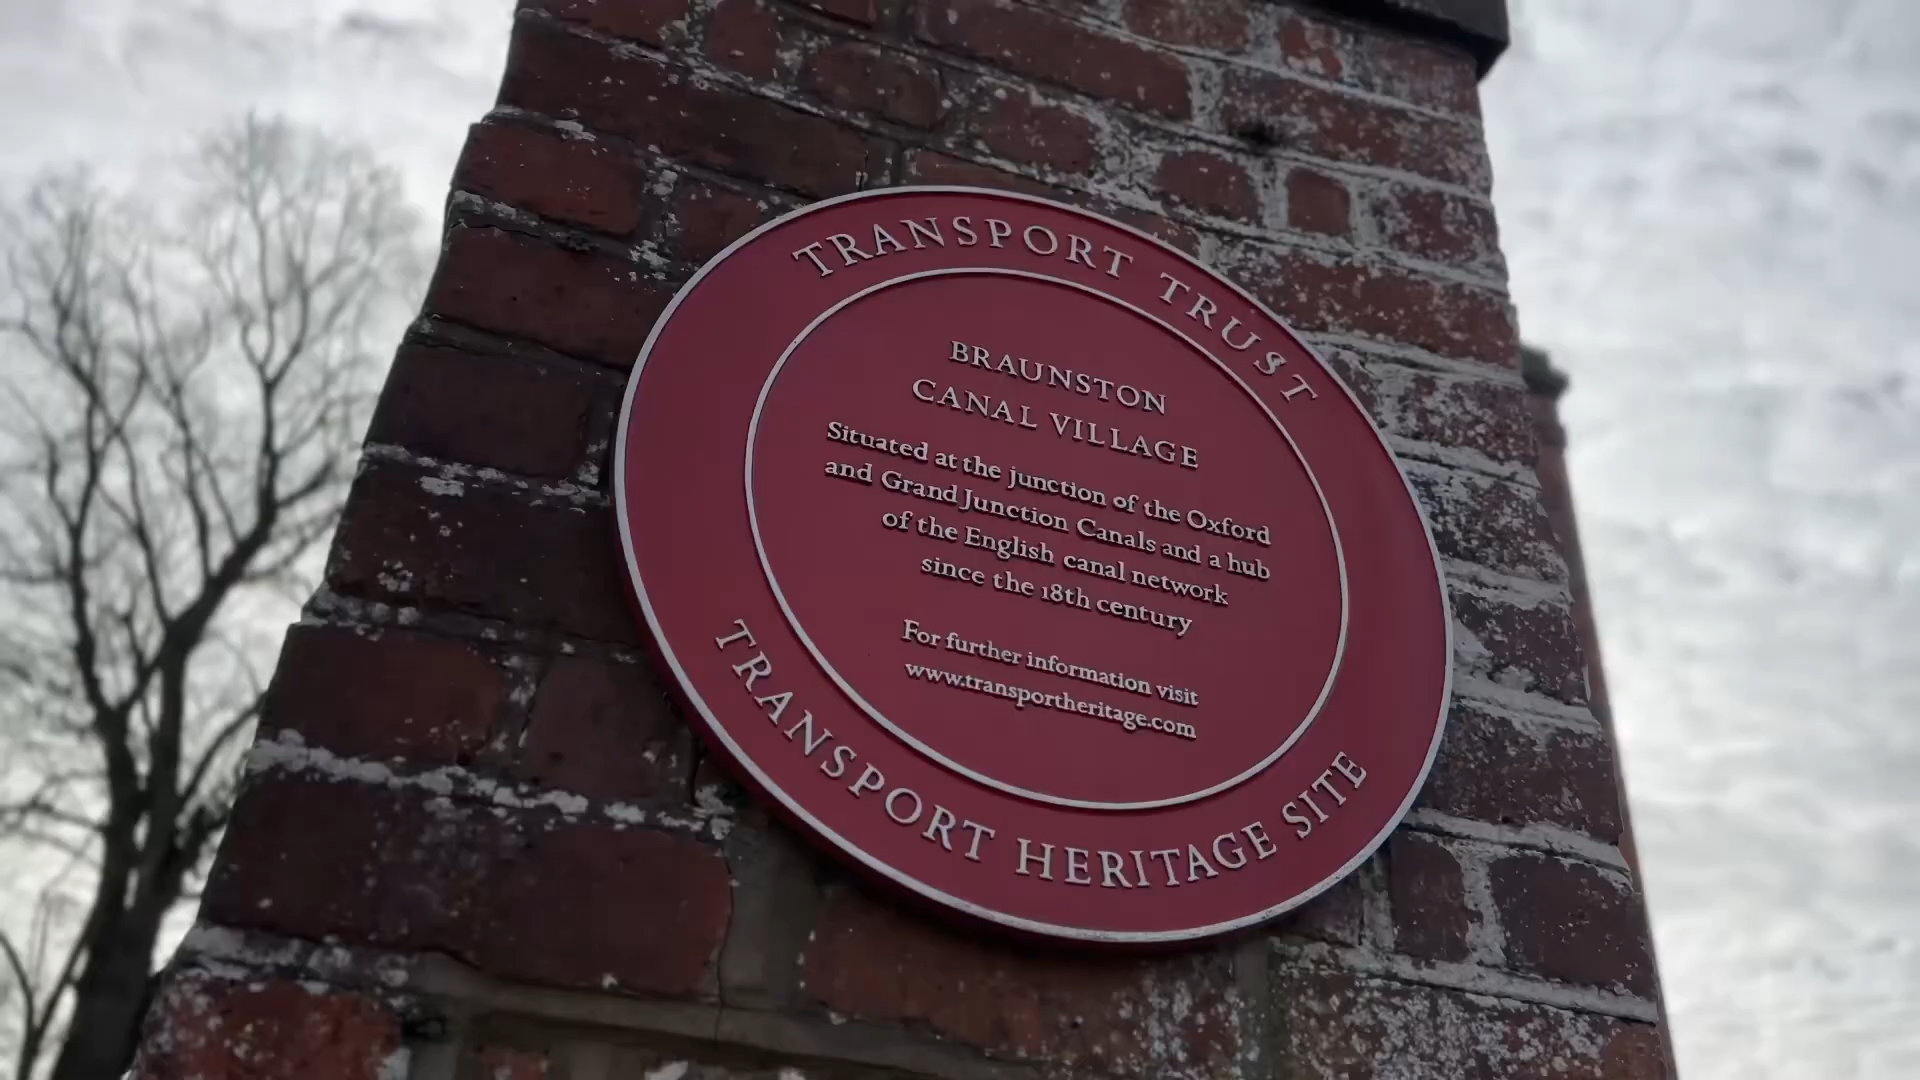 TRANSPORT TRUST
BRAUNSTON
CANAL VILLAGE
Situated at the junction of the Oxford
and Grand Junction Canals and a hub
of the English canal network
since the 18th century
For further information visit
www.transportheritage.com
TRANSPORT HERITAGE SITE